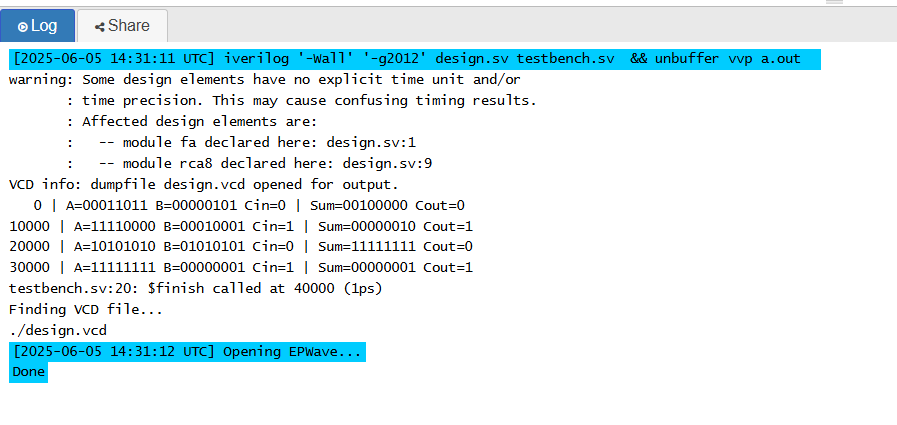 Log Share
[2025-06-05 14:31:11 UTC] iverilog '-Wall' '-g2012' design.sv testbench.sv  && unbuffer vvp a.out
warning: Some design elements have no explicit time unit and/or
       : time precision. This may cause confusing timing results.
       : Affected design elements are:
       :   -- module fa declared here: design.sv:1
       :   -- module rca8 declared here: design.sv:9
VCD info: dumpfile design.vcd opened for output.
   0 | A=00011011 B=00000101 Cin=0 | Sum=00100000 Cout=0
10000 | A=11110000 B=00010001 Cin=1 | Sum=00000010 Cout=1
20000 | A=10101010 B=01010101 Cin=0 | Sum=11111111 Cout=0
30000 | A=11111111 B=00000001 Cin=1 | Sum=00000001 Cout=1
testbench.sv:20: $finish called at 40000 (1ps)
Finding VCD file...
./design.vcd
[2025-06-05 14:31:12 UTC] Opening EPWave...
Done